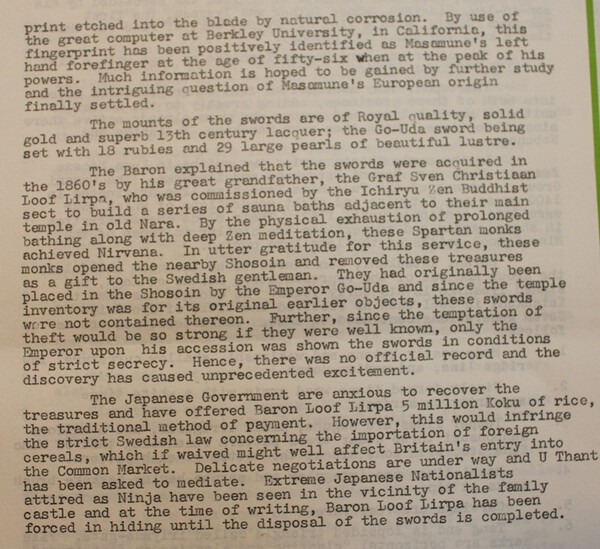 print etched into the blade by natural corrosion. By use of
the great computer at Berkley University, in California, this
fingerprint has been positively identified as Masamune's left
hand forefinger at the age of fifty-six when at the peak of his
powers. Much information is hoped to be gained by further study
and the intriguing question of Masamune's European origin
finally settled.
The mounts of the swords are of Royal quality, solid
gold and superb 13th century lacquer; the Go-Uda sword being
set with 18 rubies and 29 large pearls of beautiful lustre.
The Baron explained that the swords were acquired in
the 1860's by his great grandfather, the Graf Sven Christiaan
Loof Lirpa, who was commissioned by the Ichiryu Zen Buddhist
sect to build a series of sauna baths adjacent to their main
temple in old Nara. By the physical exhaustion of prolonged
bathing along with deep Zen meditation, these Spartan monks
achieved Nirvana. In utter gratitude for this service, these
monks opened the nearby Shosoin and removed these treasures
as a gift to the Swedish gentleman. They had originally been
placed in the Shosoin by the Emperor Go-Uda and since the temple
inventory was for its original earlier objects, these swords
were not contained thereon. Further, since the temptation of
theft would be so strong if they were well known, only the
Emperor upon his accession was shown the swords in conditions
of strict secrecy. Hence, there was no official record and the
discovery has caused unprecedented excitement.
The Japanese Government are anxious to recover the
treasures and have offered Baron Loof Lirpa 5 million Koku of rice,
the traditional method of payment. However, this would infringe
the strict Swedish law concerning the importation of foreign
cereals, which if waived might well affect Britain's entry into
the Common Market. Delicate negotiations are under way and U Thant
has been asked to mediate. Extreme Japanese Nationalists
attired as Ninja have been seen in the vicinity of the family
castle and at the time of writing, Baron Loof Lirpa has been
forced in hiding until the disposal of the swords is completed.